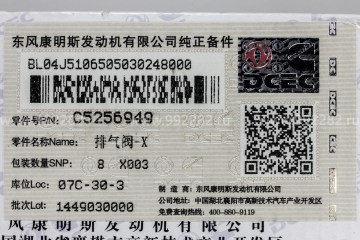 东风康明斯发动机有限公司纯正备件
BL04J5106505030248000
DCEC
零件号P/N: C5256949
零件名Name: 排气阀-X
包装数量SNP: 8 X003
库位Loc: 07C-30-3
批次Lot: 1449030000
制造商: 东风康明斯发动机有限公司
地址: 中国湖北襄阳市高新技术汽车产业开发区
免费查询热线: 400-880-9119
风康明斯发动机有限公司